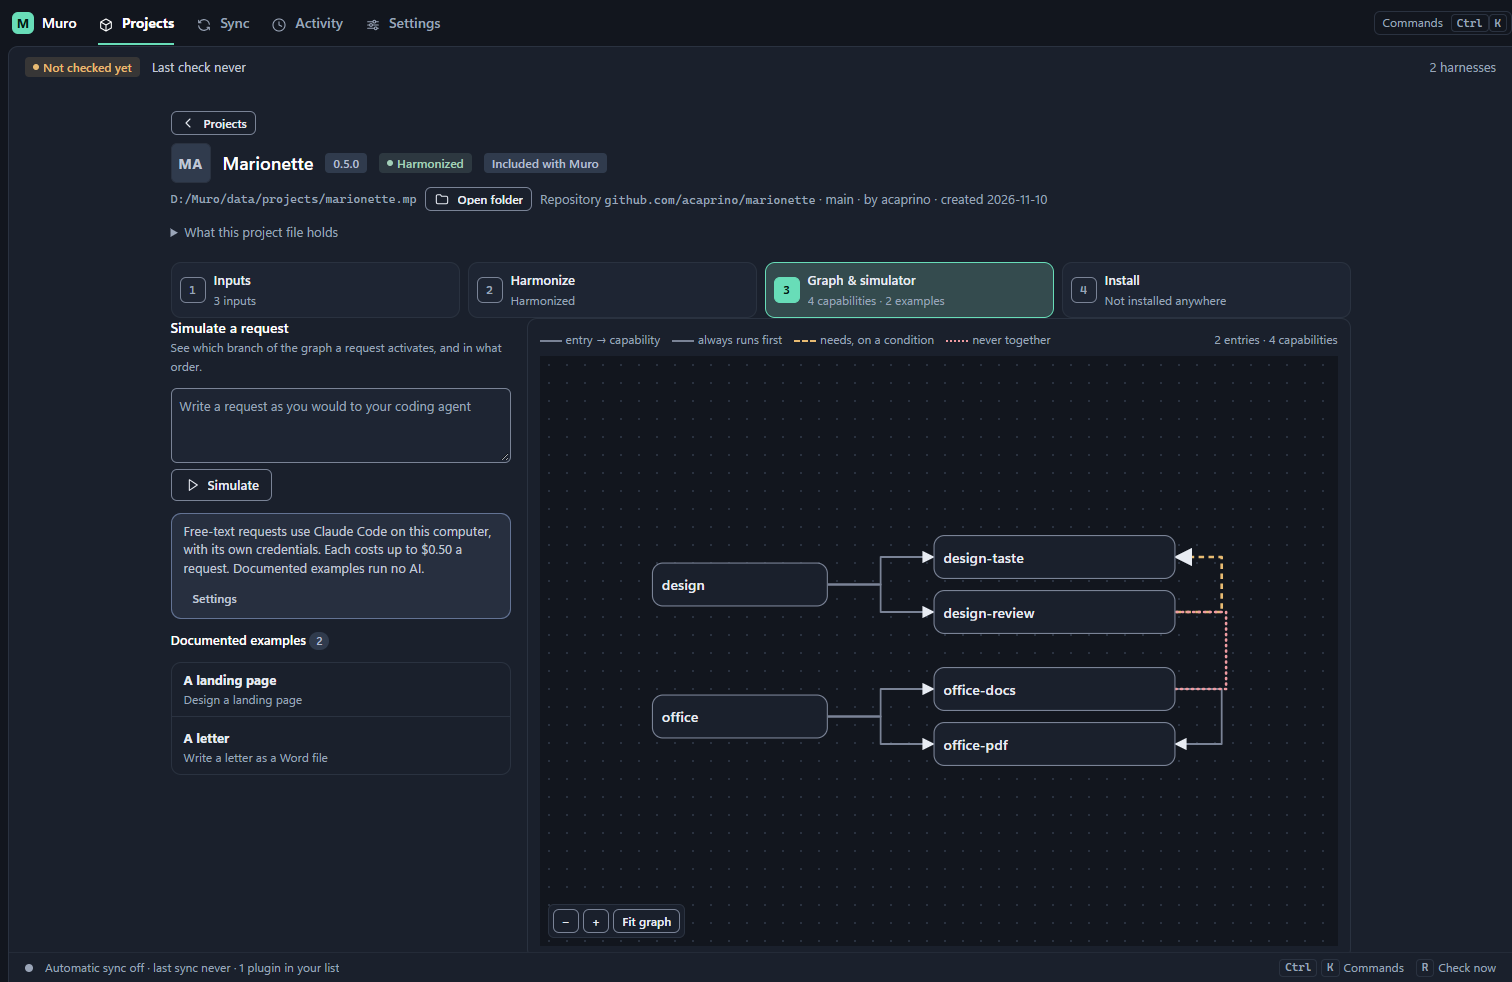 M Muro Projects Sync Activity Settings Commands Ctrl K
Not checked yet Last check never 2 harnesses
Projects
MA Marionette 0.5.0 Harmonized Included with Muro
D:/Muro/data/projects/marionette.mp Open folder Repository github.com/acaprino/marionette · main · by acaprino · created 2026-11-10
What this project file holds
1 Inputs
3 inputs
2 Harmonize
Harmonized
3 Graph & simulator
4 capabilities · 2 examples
4 Install
Not installed anywhere
Simulate a request
See which branch of the graph a request activates, and in what
order.
Write a request as you would to your coding agent
Simulate
Free-text requests use Claude Code on this computer,
with its own credentials. Each costs up to $0.50 a
request. Documented examples run no AI.
Settings
Documented examples 2
A landing page
Design a landing page
A letter
Write a letter as a Word file
entry → capability always runs first needs, on a condition never together 2 entries · 4 capabilities
design
design-taste
design-review
office
office-docs
office-pdf
− + Fit graph
Automatic sync off · last sync never · 1 plugin in your list Ctrl K Commands R Check now